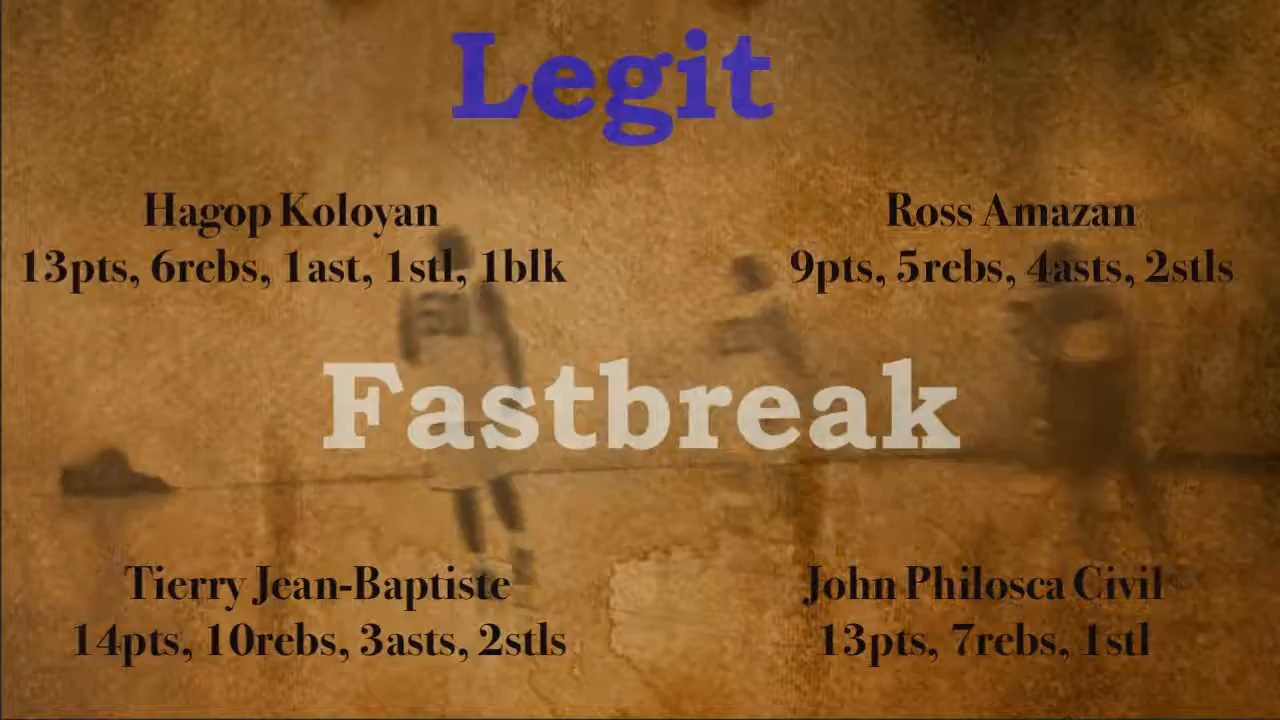 Legit
Hagop Koloyan
13pts, 6rebs, 1ast, 1stl, 1blk
Ross Amazan
9pts, 5rebs, 4asts, 2stls
Fastbreak
Tierry Jean-Baptiste
14pts, 10rebs, 3asts, 2stls
John Philosca Civil
13pts, 7rebs, 1stl